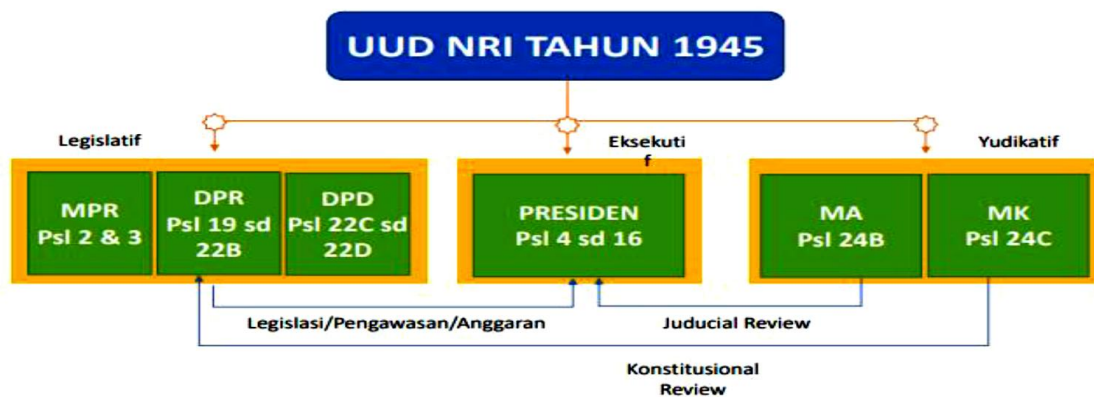 UUD NRI TAHUN 1945
Legislatif
Eksekuti
f
Yudikatif
MPR
Psl 2 & 3
DPR
Psl 19 sd
22B
DPD
Psl 22C sd
22D
PRESIDEN
Psl 4 sd 16
MA
Psl 24B
MK
Psl 24C
Legislasi/Pengawasan/Anggaran
Juducial Review
Konstitusional
Review